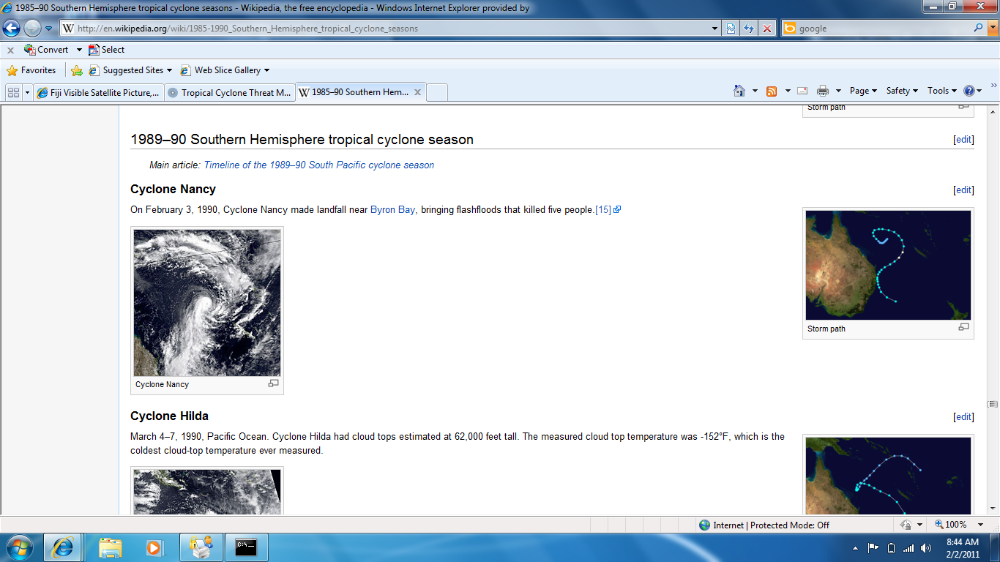 1985–90 Southern Hemisphere tropical cyclone seasons - Wikipedia, the free encyclopedia - Windows Internet Explorer provided by
http://en.wikipedia.org/wiki/1985-1990_Southern_Hemisphere_tropical_cyclone_seasons
google
x Convert Select
Favorites Suggested Sites Web Slice Gallery
Fiji Visible Satellite Picture,... Tropical Cyclone Threat M... W 1985–90 Southern Hem... Page Safety Tools
Storm path
1989–90 Southern Hemisphere tropical cyclone season [edit]
Main article: Timeline of the 1989–90 South Pacific cyclone season
Cyclone Nancy [edit]
On February 3, 1990, Cyclone Nancy made landfall near Byron Bay, bringing flashfloods that killed five people.[15]
Storm path
Cyclone Nancy
Cyclone Hilda [edit]
March 4–7, 1990, Pacific Ocean. Cyclone Hilda had cloud tops estimated at 62,000 feet tall. The measured cloud top temperature was -152°F, which is the
coldest cloud-top temperature ever measured.
Internet | Protected Mode: Off 100%
C:\
8:44 AM
2/2/2011